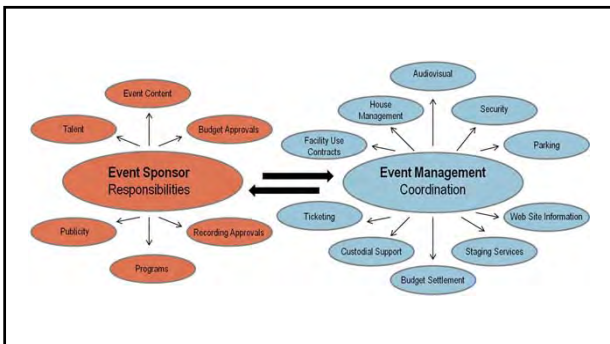 Event Content
Talent
Budget Approvals
Event Sponsor
Responsibilities
Publicity
Recording Approvals
Programs
Audiovisual
House
Management
Security
Facility Use
Contracts
Parking
Event Management
Coordination
Ticketing
Web Site Information
Custodial Support
Staging Services
Budget Settlement